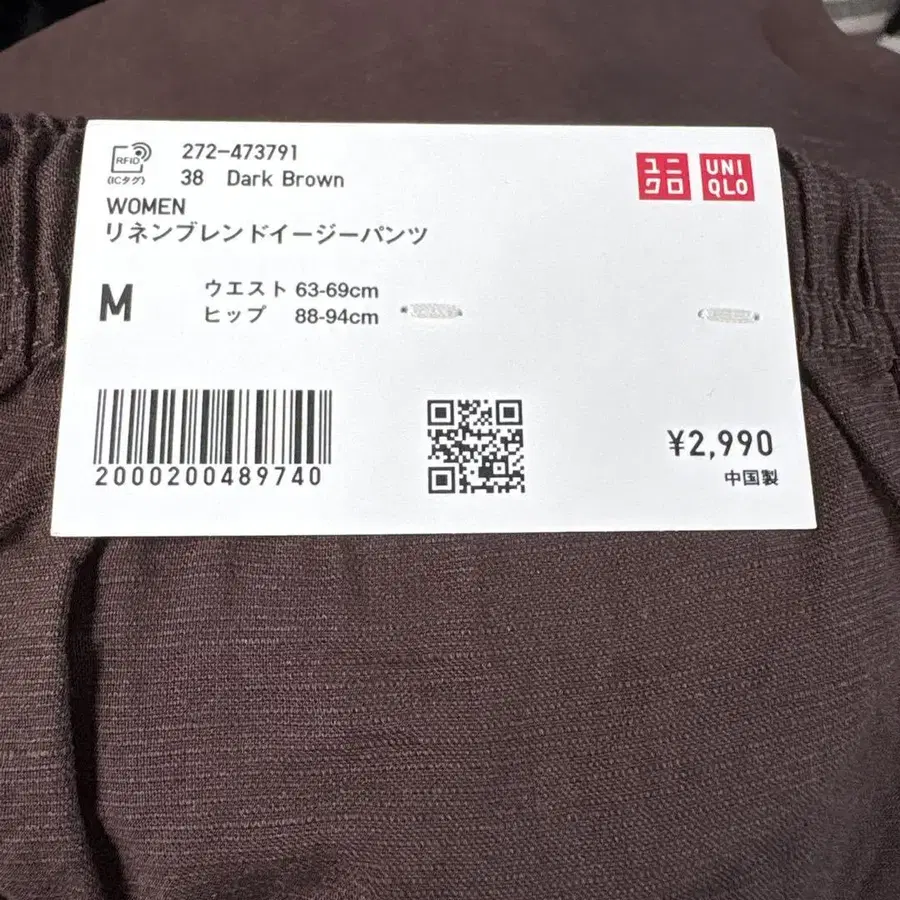 RFID
(ICタグ)
272-473791
38 Dark Brown
WOMEN
リネンブレンドイージーパンツ
ユニクロ
UNIQLO
M
ウエスト 63-69cm
ヒップ 88-94cm
2000200489740
¥2,990
中国製